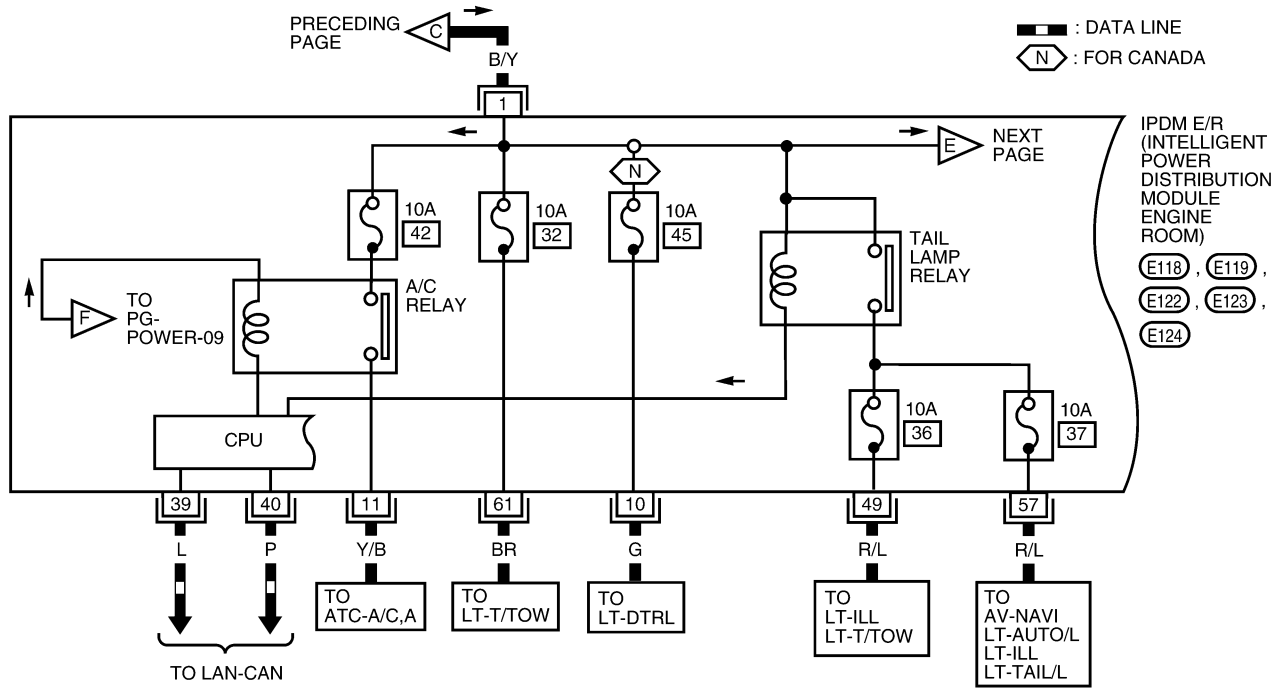 PRECEDING
PAGE
C
B/Y
1
: DATA LINE
N
: FOR CANADA
E
NEXT
PAGE
N
10A
42
10A
32
10A
45
TAIL
LAMP
RELAY
IPDM E/R
(INTELLIGENT
POWER
DISTRIBUTION
MODULE
ENGINE
ROOM)
E118 , E119 ,
E122 , E123 ,
E124
A/C
RELAY
F
TO
PG-
POWER-09
CPU
10A
36
10A
37
39
40
11
61
10
49
57
L
P
Y/B
BR
G
R/L
R/L
TO
ATC-A/C,A
TO
LT-T/TOW
TO
LT-DTRL
TO
LT-ILL
LT-T/TOW
TO
AV-NAVI
LT-AUTO/L
LT-ILL
LT-TAIL/L
TO LAN-CAN